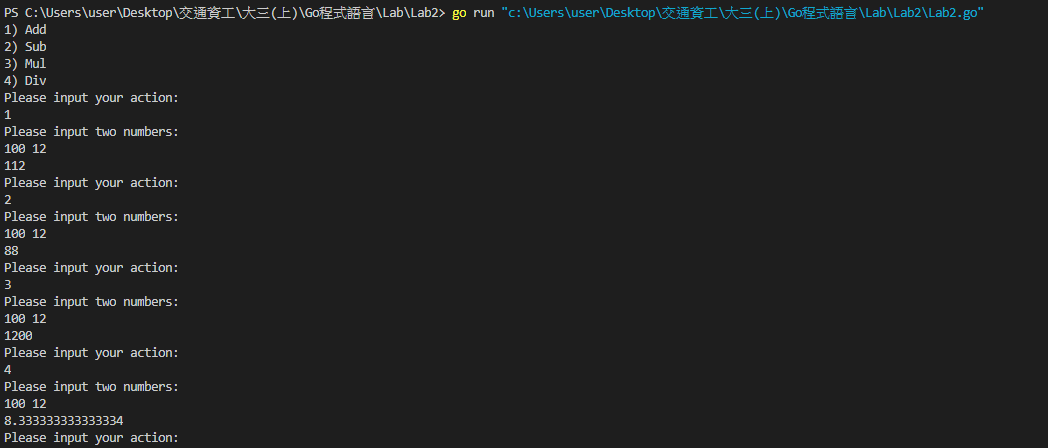 PS C:\Users\user\Desktop\交通資工\大三(上)\Go程式語言\Lab\Lab2> go run "c:\Users\user\Desktop\交通資工\大三(上)\Go程式語言\Lab\Lab2\Lab2.go"
1) Add
2) Sub
3) Mul
4) Div
Please input your action:
1
Please input two numbers:
100 12
112
Please input your action:
2
Please input two numbers:
100 12
88
Please input your action:
3
Please input two numbers:
100 12
1200
Please input your action:
4
Please input two numbers:
100 12
8.333333333333334
Please input your action: